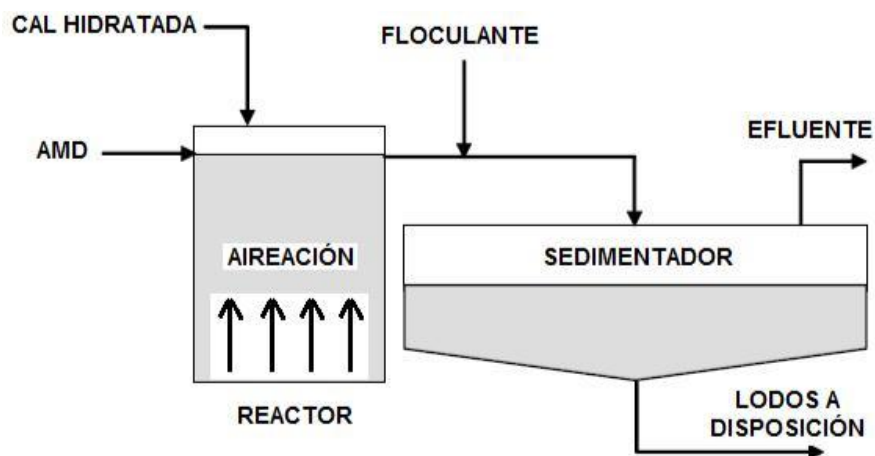 CAL HIDRATADA
FLOCULANTE
EFLUENTE
AMD
AIREACIÓN
SEDIMENTADOR
REACTOR
LODOS A
DISPOSICIÓN